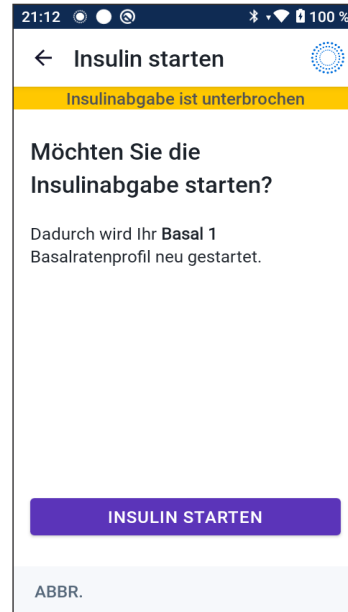 21:12 100 %
Insulin starten
Insulinabgabe ist unterbrochen
Möchten Sie die
Insulinabgabe starten?
Dadurch wird Ihr Basal 1
Basalratenprofil neu gestartet.
INSULIN STARTEN
ABBR.